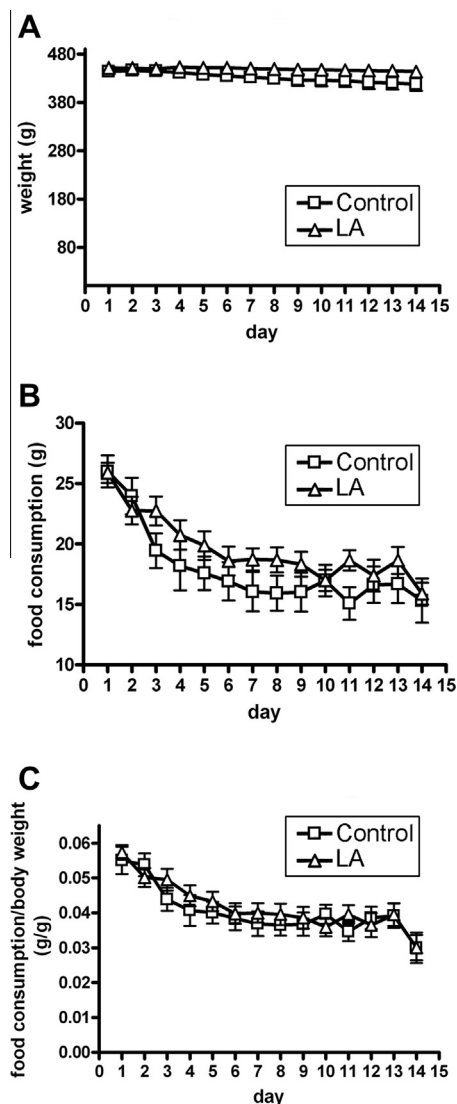 A
480
380
280
180
80
weight (g)
Control
LA
0 1 2 3 4 5 6 7 8 9 10 11 12 13 14 15
day
B
30
25
20
15
10
food consumption (g)
Control
LA
0 1 2 3 4 5 6 7 8 9 10 11 12 13 14 15
day
C
0.06
0.05
0.04
0.03
0.02
0.01
0.00
food consumption/body weight
(g/g)
Control
LA
0 1 2 3 4 5 6 7 8 9 10 11 12 13 14 15
day